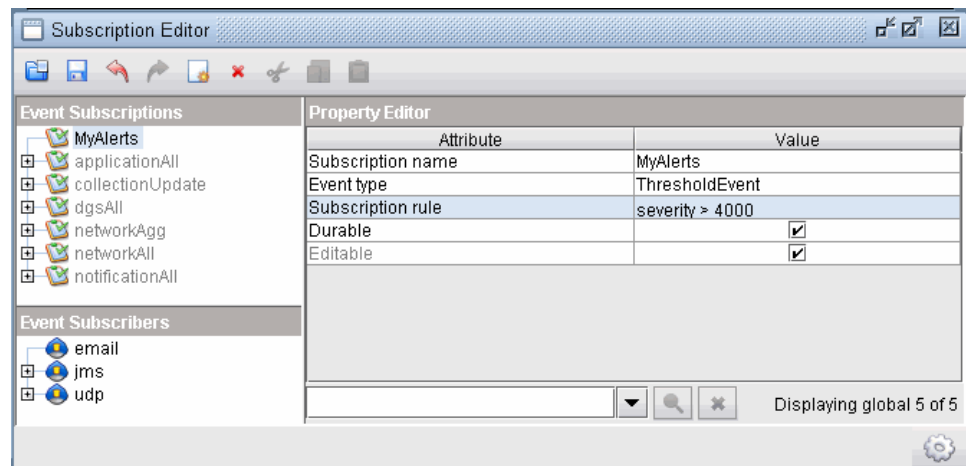 Subscription Editor
Event Subscriptions
MyAlerts
applicationAll
collectionUpdate
dgsAll
networkAgg
networkAll
notificationAll
Event Subscribers
email
jms
udp
Property Editor
Attribute Value
Subscription name MyAlerts
Event type ThresholdEvent
Subscription rule severity > 4000
Durable
Editable
Displaying global 5 of 5